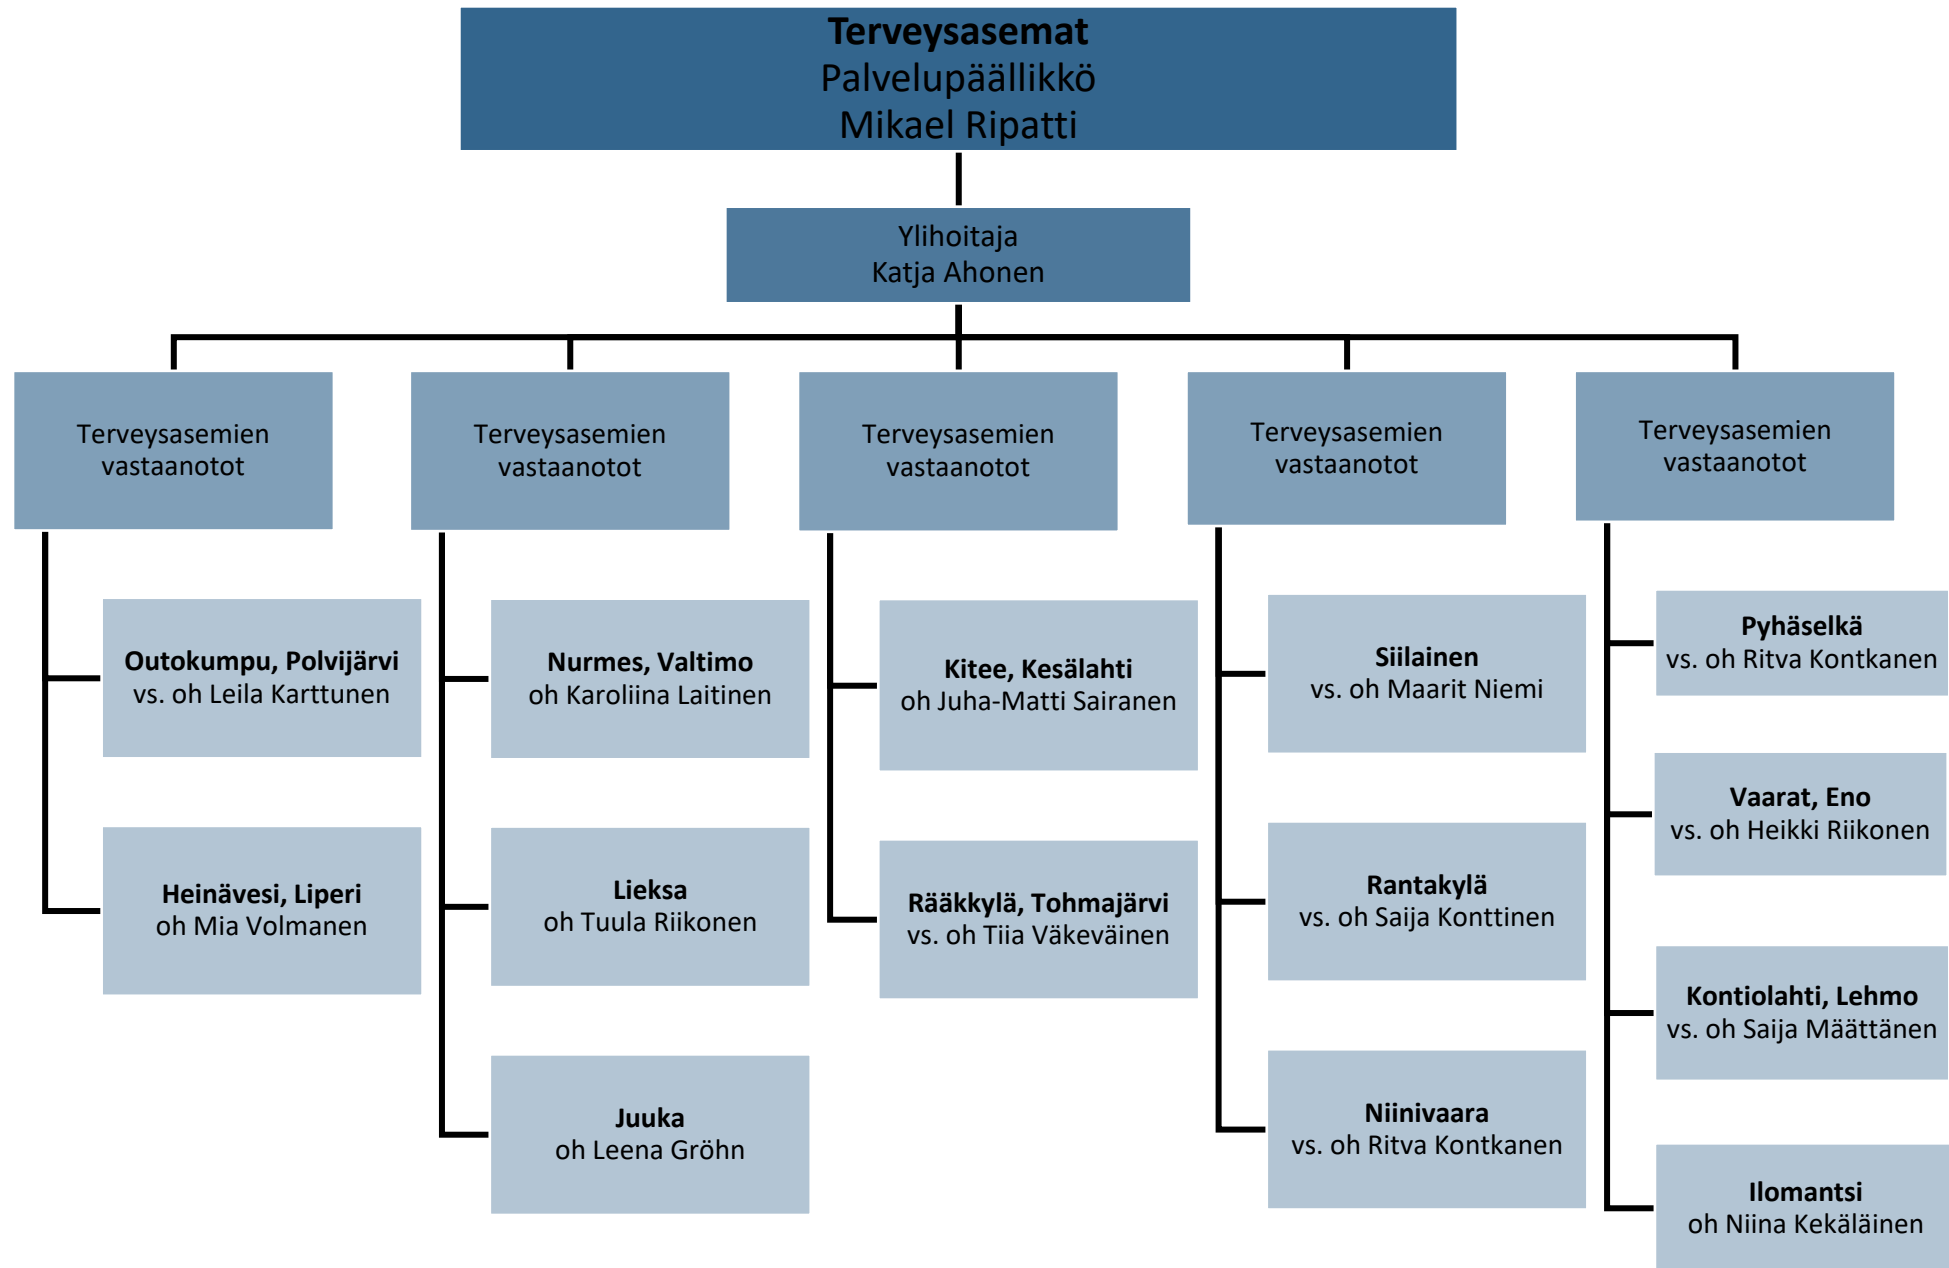 Terveysasemat
Palvelupäällikkö
Mikael Ripatti
Ylihoitaja
Katja Ahonen
Terveysasemien
vastaanotot
Outokumpu, Polvijärvi
vs. oh Leila Karttunen
Heinävesi, Liperi
oh Mia Volmanen
Terveysasemien
vastaanotot
Nurmes, Valtimo
oh Karoliina Laitinen
Lieksa
oh Tuula Riikonen
Juuka
oh Leena Gröhn
Terveysasemien
vastaanotot
Kitee, Kesälahti
oh Juha-Matti Sairanen
Rääkkylä, Tohmajärvi
vs. oh Tiia Väkeväinen
Terveysasemien
vastaanotot
Siilainen
vs. oh Maarit Niemi
Rantakylä
vs. oh Saija Konttinen
Niinivaara
vs. oh Ritva Kontkanen
Terveysasemien
vastaanotot
Pyhäselkä
vs. oh Ritva Kontkanen
Vaarat, Eno
vs. oh Heikki Riikonen
Kontiolahti, Lehmo
vs. oh Saija Määttänen
Ilomantsi
oh Niina Kekäläinen